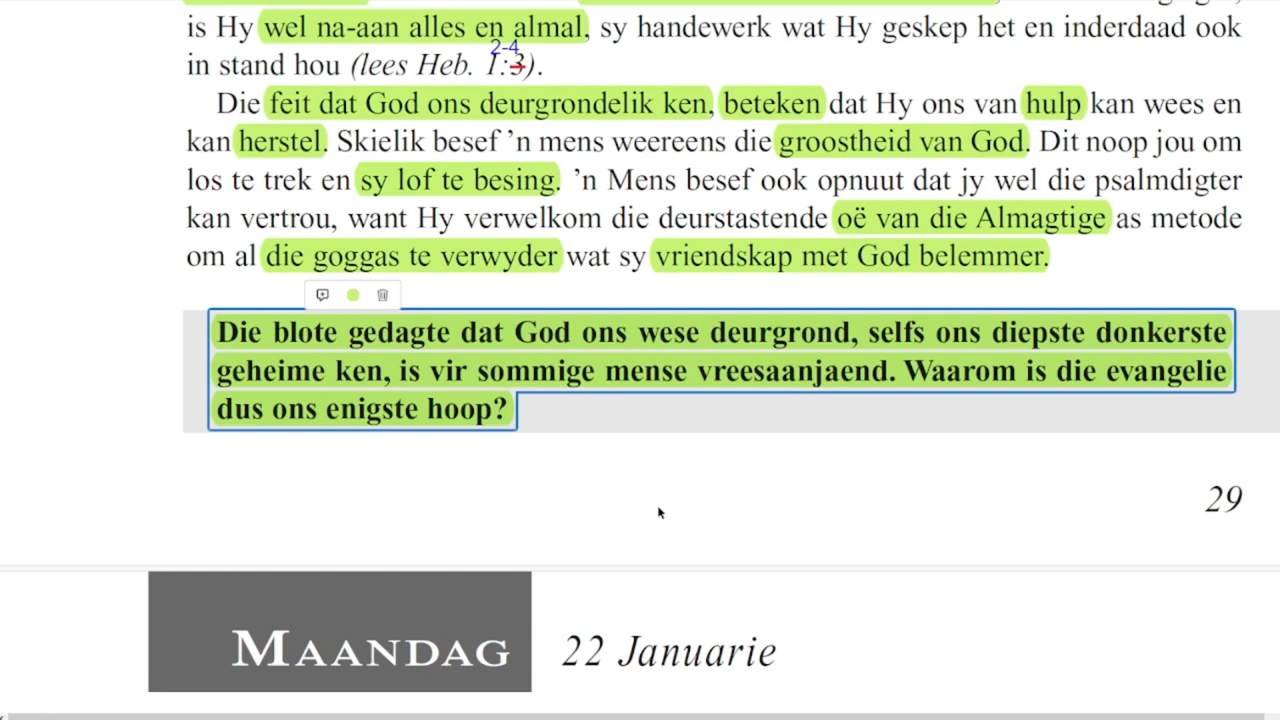 is Hy wel na-aan alles en almal, sy handewerk wat Hy geskep het en inderdaad ook
2-4
in stand hou (lees Heb. 1:3).
Die feit dat God ons deurgrondelik ken, beteken dat Hy ons van hulp kan wees en
kan herstel. Skielik besef ’n mens weereens die groostheid van God. Dit noop jou om
los te trek en sy lof te besing. ’n Mens besef ook opnuut dat jy wel die psalmdigter
kan vertrou, want Hy verwelkom die deurstastende oë van die Almagtige as metode
om al die goggas te verwyder wat sy vriendskap met God belemmer.
Die blote gedagte dat God ons wese deurgrond, selfs ons diepste donkerste
geheime ken, is vir sommige mense vreesaanjaend. Waarom is die evangelie
dus ons enigste hoop?
29
MAANDAG 22 Januarie